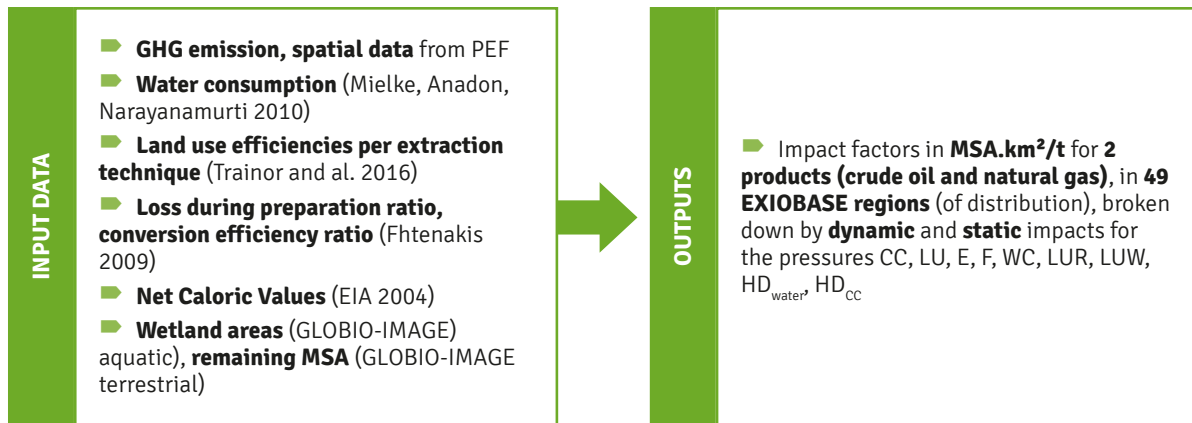 INPUT DATA
GHG emission, spatial data from PEF
Water consumption (Mielke, Anadon,
Narayanamurti 2010)
Land use efficiencies per extraction
technique (Trainor and al. 2016)
Loss during preparation ratio,
conversion efficiency ratio (Fhtenakis
2009)
Net Caloric Values (EIA 2004)
Wetland areas (GLOBIO-IMAGE)
aquatic), remaining MSA (GLOBIO-IMAGE
terrestrial)
OUTPUTS
Impact factors in MSA.km²/t for 2
products (crude oil and natural gas), in 49
EXIOBASE regions (of distribution), broken
down by dynamic and static impacts for
the pressures CC, LU, E, F, WC, LUR, LUW,
HD water, HD CC